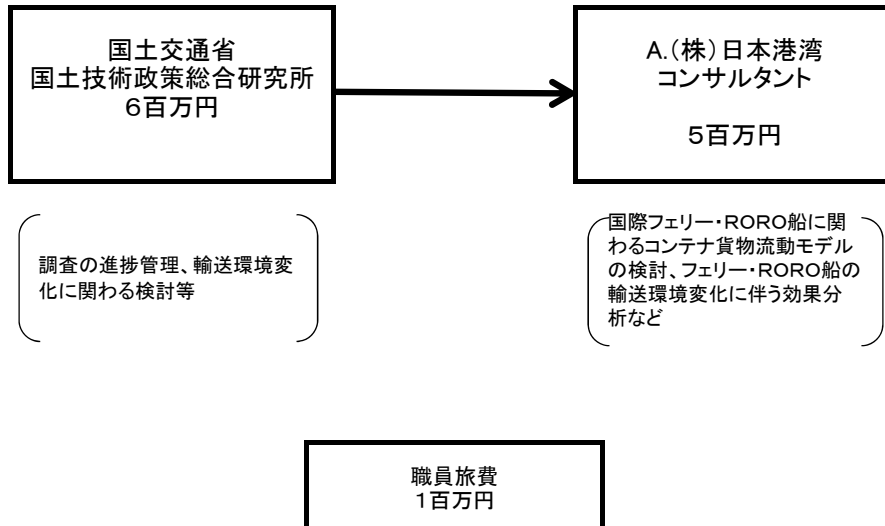 国土交通省
国土技術政策総合研究所
６百万円
A.（株）日本港湾
コンサルタント
５百万円
調査の進捗管理、輸送環境変
化に関わる検討等
国際フェリー・ＲＯＲＯ船に関
わるコンテナ貨物流動モデル
の検討、フェリー・ＲＯＲＯ船の
輸送環境変化に伴う効果分
析など
職員旅費
１百万円